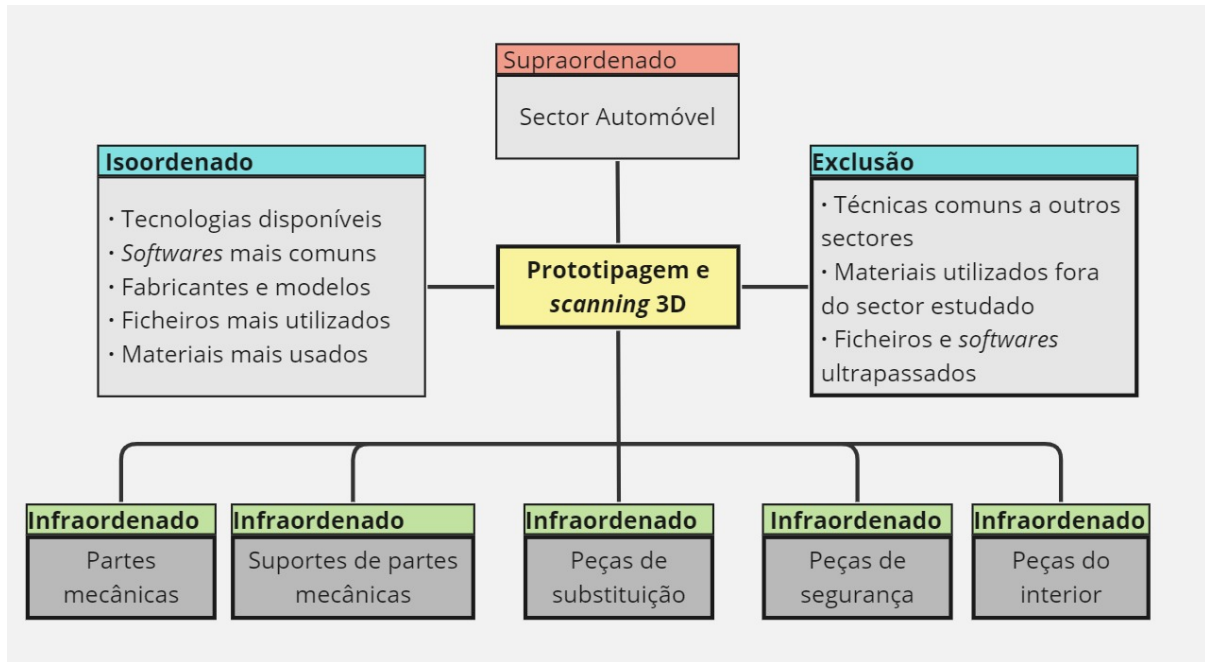 Supraordenado
Sector Automóvel
Isoordenado
· Tecnologias disponíveis
· Softwares mais comuns
· Fabricantes e modelos
· Ficheiros mais utilizados
· Materiais mais usados
Prototipagem e
scanning 3D
Exclusão
· Técnicas comuns a outros
sectores
· Materiais utilizados fora
do sector estudado
· Ficheiros e softwares
ultrapassados
Infraordenado
Partes
mecânicas
Infraordenado
Suportes de partes
mecânicas
Infraordenado
Peças de
substituição
Infraordenado
Peças de
segurança
Infraordenado
Peças do
interior